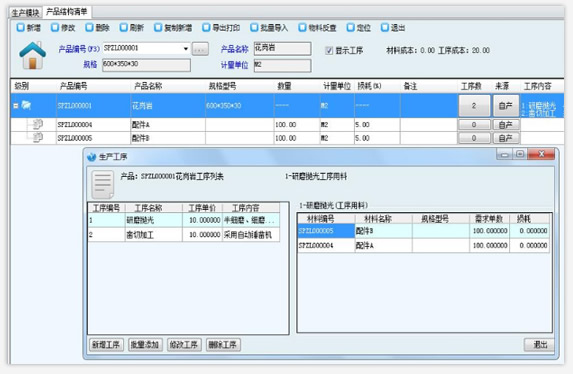 生产模块 产品结构清单
新增 修改 删除 刷新 复制新增 导出打印 批量导入 物料反查 定位 退出
产品编号(F3) SPZL000001 ... 产品名称 花岗岩 显示工序 材料成本: 0.00 工序成本: 20.00
规格 600*350*30 计量单位 M2
级别 产品编号 产品名称 规格型号 数量 计量单位 损耗(%) 备注 工序数 来源 工序内容
SPZL000001 花岗岩 600*350*30 ---- M2 ---- 2 自产 1:研磨抛光
2:凿切加工
SPZL000004 配件A 100.00 M2 5.00 0 自产
SPZL000005 配件B 100.00 M2 5.00 0 自产
生产工序
产品: SPZL000001花岗岩工序列表 1-研磨抛光工序用料
1-研磨抛光(工序用料)
工序编号 工序名称 工序单价 工序内容
材料编号 材料名称 规格型号 需求单数 损耗
1 研磨抛光 10.000000 半细磨、细磨...
SPZL000005 配件B 100.000000 0.000000
2 凿切加工 10.000000 采用自动锤凿机
SPZL000004 配件A 100.000000 0.000000
新增工序 批量添加 修改工序 删除工序 退出